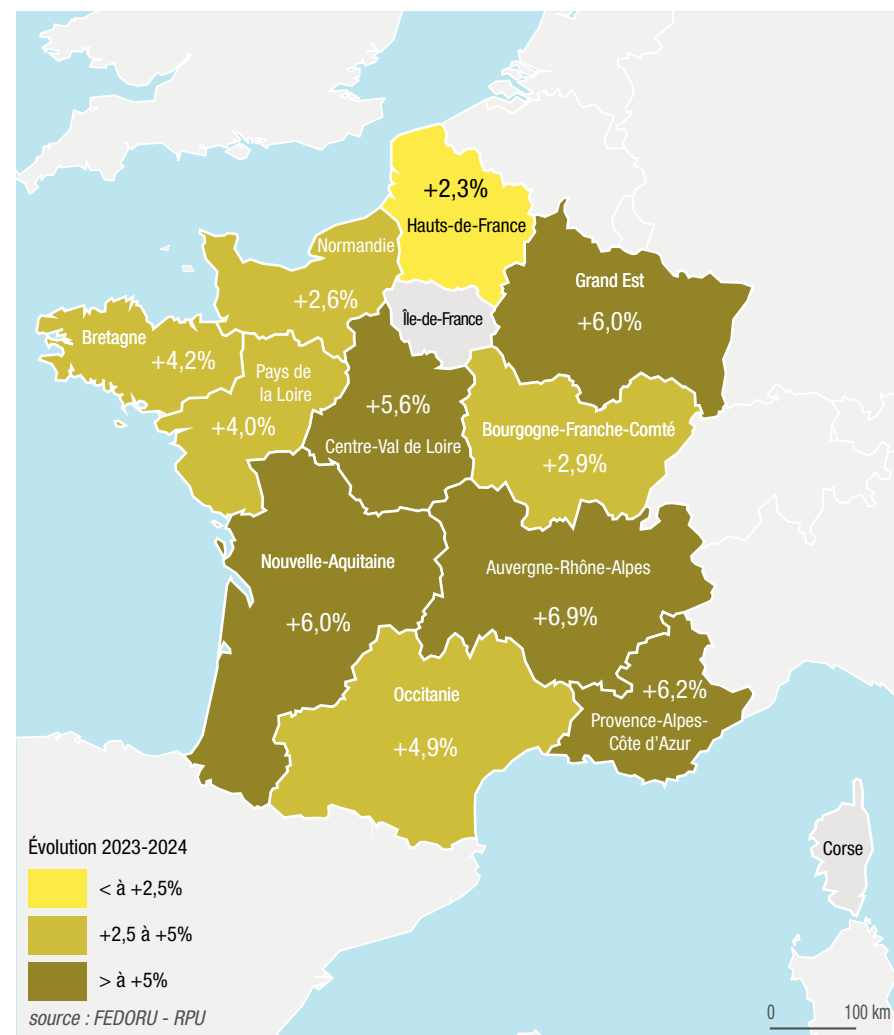 +2,3%
Hauts-de-France
Normandie
+2,6%
Île-de-France
Grand Est
+6,0%
Bretagne
+4,2%
Pays de
la Loire
+4,0%
+5,6%
Centre-Val de Loire
Bourgogne-Franche-Comté
+2,9%
Nouvelle-Aquitaine
+6,0%
Auvergne-Rhône-Alpes
+6,9%
Occitanie
+4,9%
+6,2%
Provence-Alpes-
Côte d'Azur
Corse
Évolution 2023-2024
< à +2,5%
+2,5 à +5%
> à +5%
source : FEDORU - RPU
0 100 km